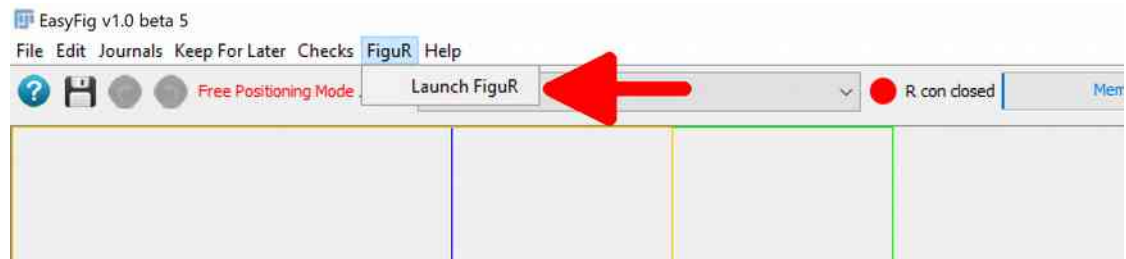 EasyFig v1.0 beta 5
File Edit Journals Keep For Later Checks FiguR Help
Launch FiguR
Free Positioning Mode
R con closed